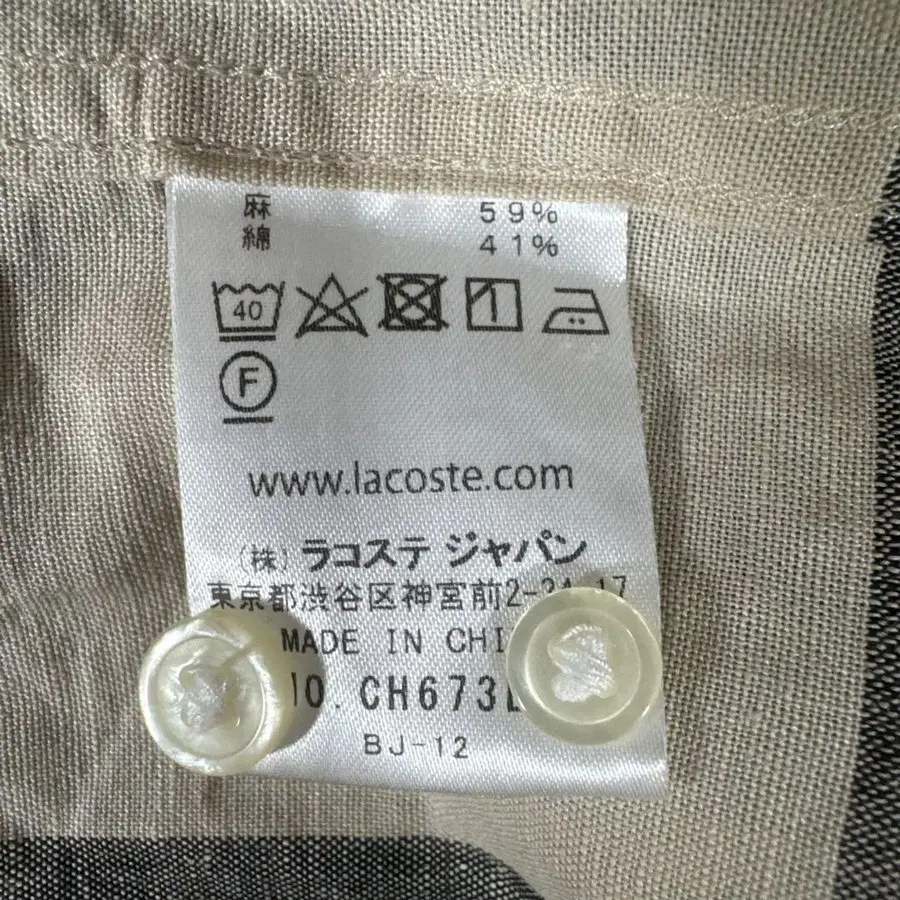 麻 59%
綿 41%
40
F
www.lacoste.com
(株) ラコステ ジャパン
東京都渋谷区神宮前2-34-17
MADE IN
CH673
BJ-12